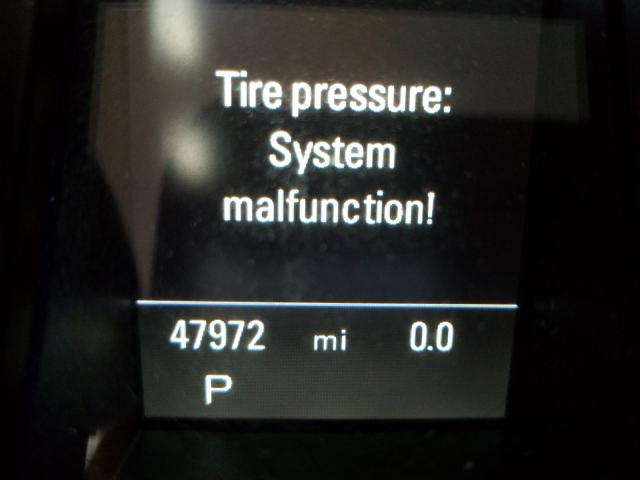 Tire pressure:
System
malfunction!
47972 mi 0.0
P